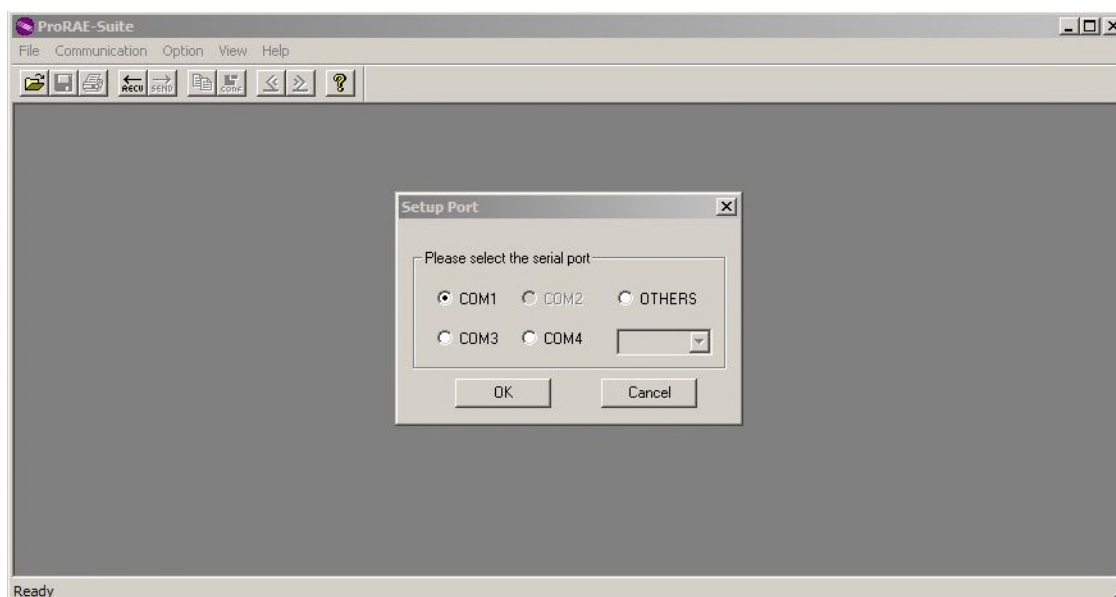 ProRAE-Suite
File Communication Option View Help
RECV SEND CONF
Setup Port
Please select the serial port
COM1 COM2 OTHERS
COM3 COM4
OK Cancel
Ready